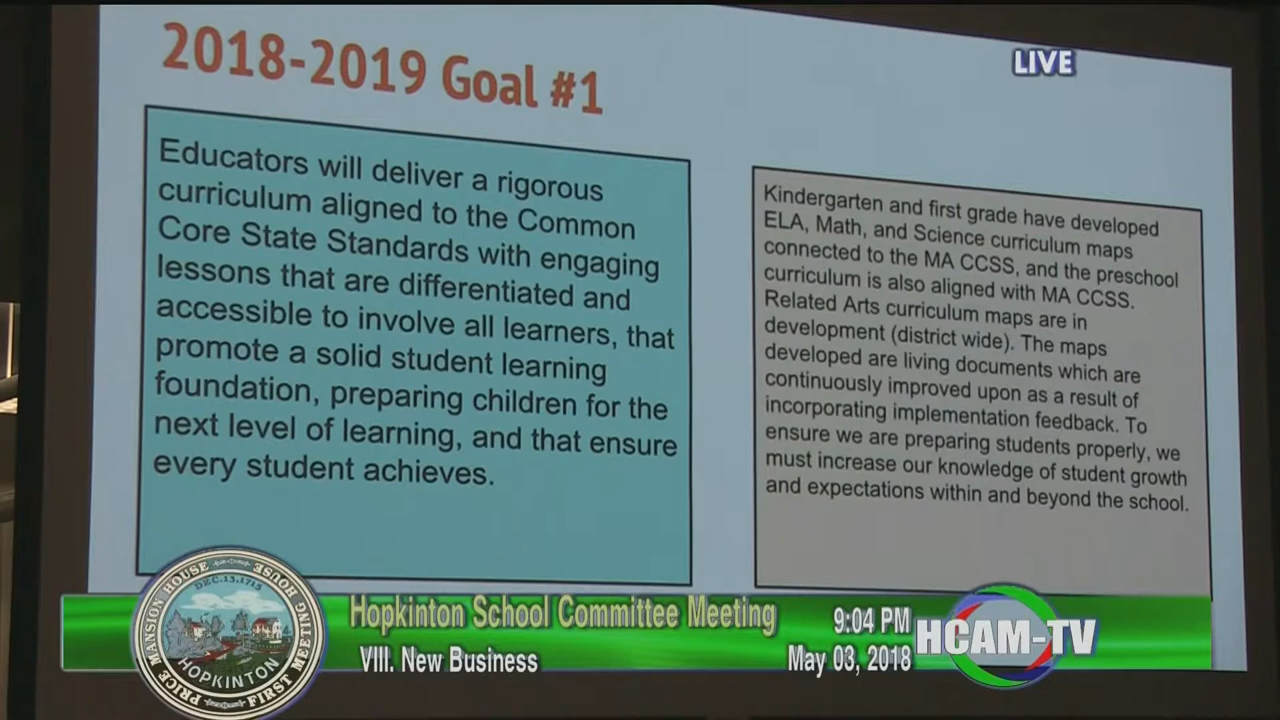 2018-2019 Goal #1
LIVE
Educators will deliver a rigorous
curriculum aligned to the Common
Core State Standards with engaging
lessons that are differentiated and
accessible to involve all learners, that
promote a solid student learning
foundation, preparing children for the
next level of learning, and that ensure
every student achieves.
Kindergarten and first grade have developed
ELA, Math, and Science curriculum maps
connected to the MA CCSS, and the preschool
curriculum is also aligned with MA CCSS.
Related Arts curriculum maps are in
development (district wide). The maps
developed are living documents which are
continuously improved upon as a result of
incorporating implementation feedback. To
ensure we are preparing students properly, we
must increase our knowledge of student growth
and expectations within and beyond the school.
PRICE MANSION HOUSE
FIRST MEETING HOUSE
DEC.13.1715
HOPKINTON
Hopkinton School Committee Meeting
VIII. New Business
9:04 PM
May 03, 2018
HCAM-TV